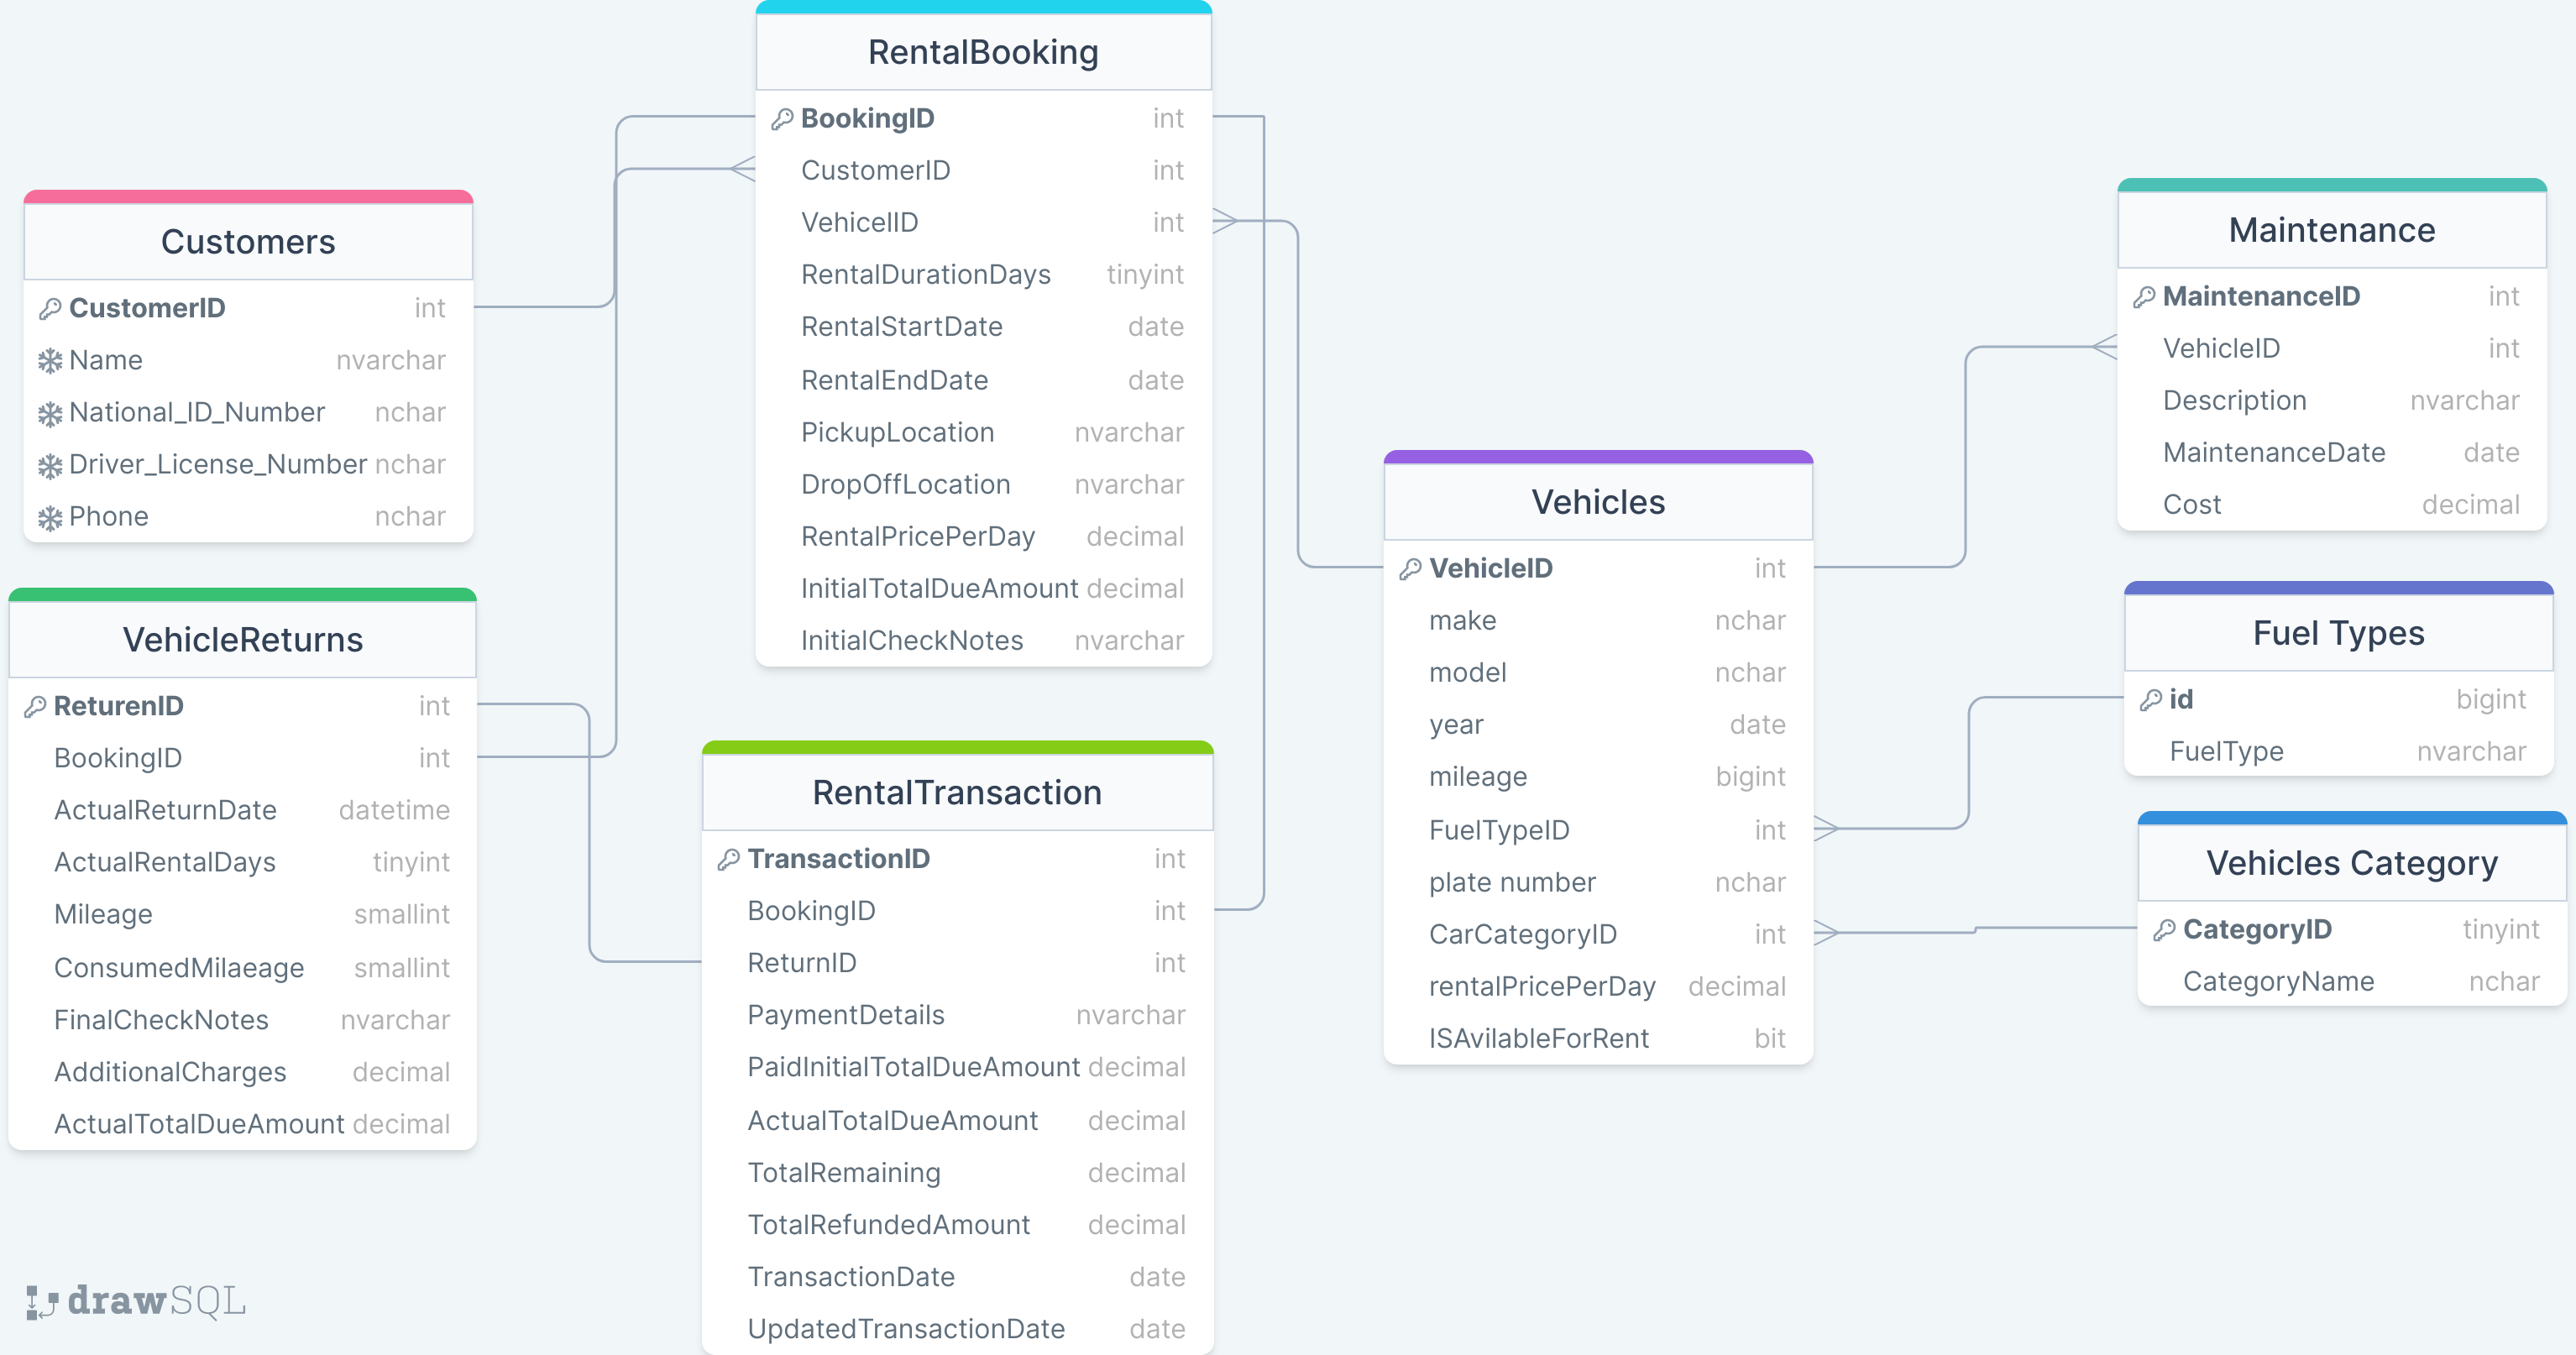 RentalBooking
BookingID int
CustomerID int
VehicelID int
RentalDurationDays tinyint
RentalStartDate date
RentalEndDate date
PickupLocation nvarchar
DropOffLocation nvarchar
RentalPricePerDay decimal
InitialTotalDueAmount decimal
InitialCheckNotes nvarchar
Customers
CustomerID int
Name nvarchar
National_ID_Number nchar
Driver_License_Number nchar
Phone nchar
Maintenance
MaintenanceID int
VehicleID int
Description nvarchar
MaintenanceDate date
Cost decimal
Vehicles
VehicleID int
make nchar
model nchar
year date
mileage bigint
FuelTypeID int
plate number nchar
CarCategoryID int
rentalPricePerDay decimal
ISAvilableForRent bit
VehicleReturns
ReturenID int
BookingID int
ActualReturnDate datetime
ActualRentalDays tinyint
Mileage smallint
ConsumedMilaeage smallint
FinalCheckNotes nvarchar
AdditionalCharges decimal
ActualTotalDueAmount decimal
Fuel Types
id bigint
FuelType nvarchar
RentalTransaction
TransactionID int
BookingID int
ReturnID int
PaymentDetails nvarchar
PaidInitialTotalDueAmount decimal
ActualTotalDueAmount decimal
TotalRemaining decimal
TotalRefundedAmount decimal
TransactionDate date
UpdatedTransactionDate date
Vehicles Category
CategoryID tinyint
CategoryName nchar
drawSQL